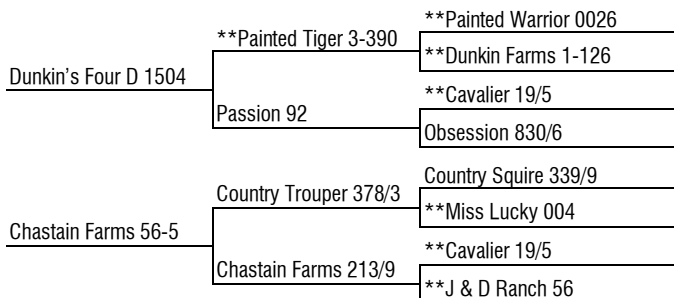 **Painted Warrior 0026
**Painted Tiger 3-390
**Dunkin Farms 1-126
Dunkin's Four D 1504
**Cavalier 19/5
Passion 92
Obsession 830/6
Country Squire 339/9
Country Trouper 378/3
**Miss Lucky 004
Chastain Farms 56-5
**Cavalier 19/5
Chastain Farms 213/9
**J & D Ranch 56